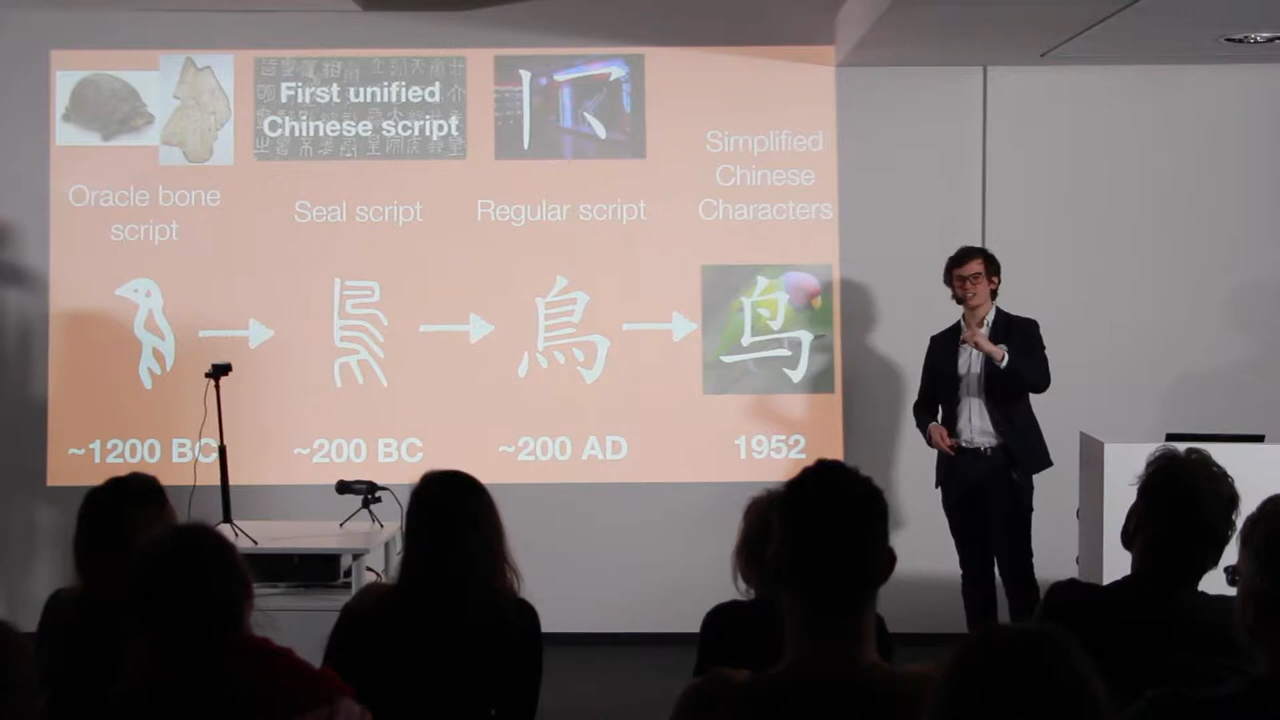 First unified
Chinese script
Oracle bone
script
Seal script
Regular script
Simplified
Chinese
Characters
鳥
鸟
~1200 BC
~200 BC
~200 AD
1952